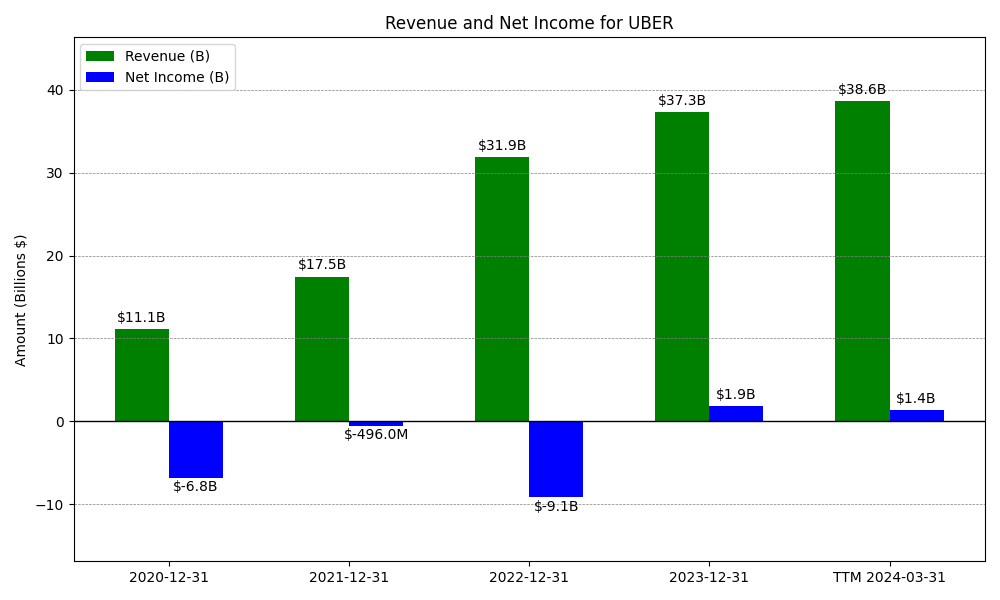 Revenue and Net Income for UBER
Revenue (B)
Net Income (B)
Amount (Billions $)
40
30
20
10
0
−10
$11.1B
$-6.8B
$17.5B
$-496.0M
$31.9B
$-9.1B
$37.3B
$1.9B
$38.6B
$1.4B
2020-12-31
2021-12-31
2022-12-31
2023-12-31
TTM 2024-03-31